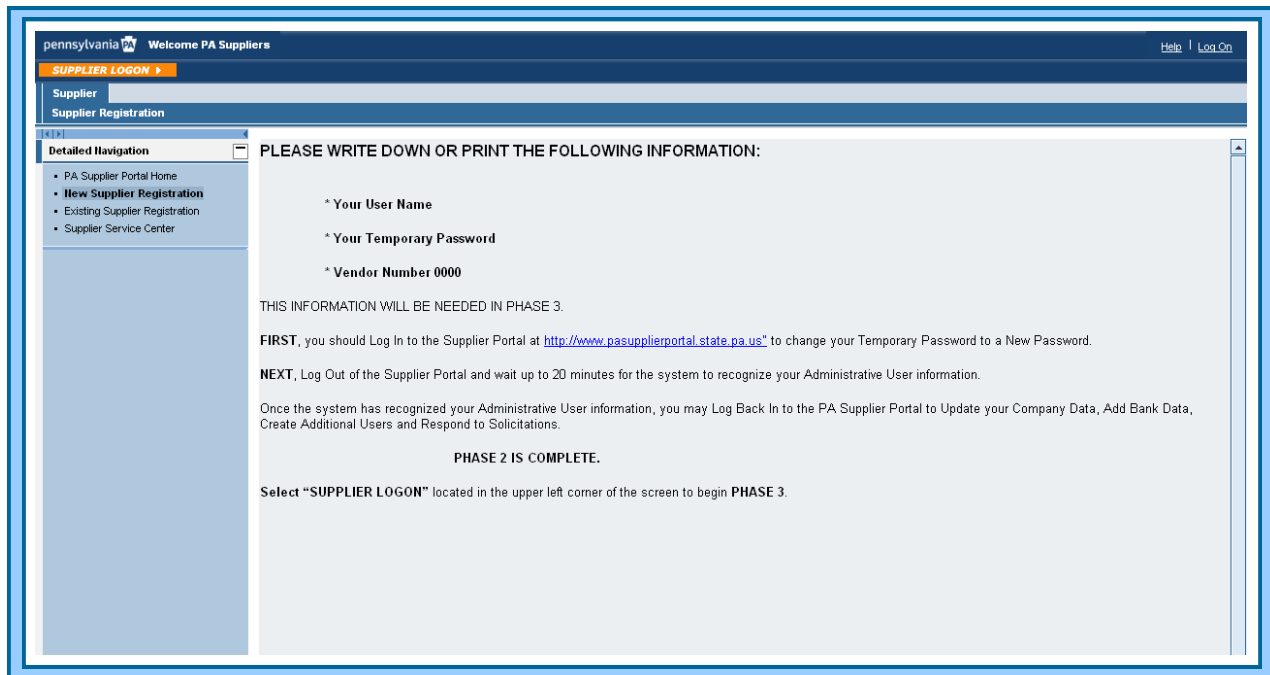 pennsylvania PA Welcome PA Suppliers
Help | Log On
SUPPLIER LOGON
Supplier
Supplier Registration
Detailed Navigation
PLEASE WRITE DOWN OR PRINT THE FOLLOWING INFORMATION:
• PA Supplier Portal Home
• New Supplier Registration
• Existing Supplier Registration
• Supplier Service Center
* Your User Name
* Your Temporary Password
* Vendor Number 0000
THIS INFORMATION WILL BE NEEDED IN PHASE 3.
FIRST, you should Log In to the Supplier Portal at http://www.pasupplierportal.state.pa.us" to change your Temporary Password to a New Password.
NEXT, Log Out of the Supplier Portal and wait up to 20 minutes for the system to recognize your Administrative User information.
Once the system has recognized your Administrative User information, you may Log Back In to the PA Supplier Portal to Update your Company Data, Add Bank Data,
Create Additional Users and Respond to Solicitations.
PHASE 2 IS COMPLETE.
Select “SUPPLIER LOGON” located in the upper left corner of the screen to begin PHASE 3.